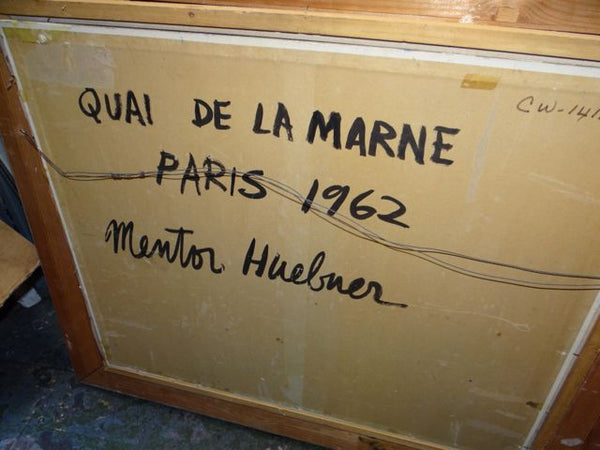 QUAI DE LA MARNE
PARIS 1962
Mentor Huebner